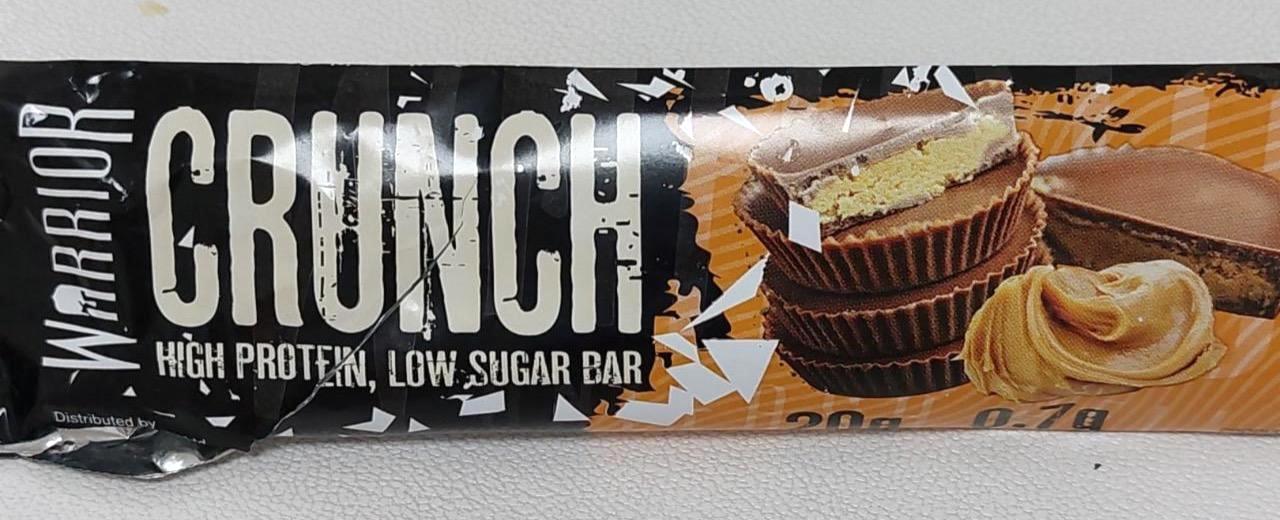 WARRIOR
CRUNCH
HIGH PROTEIN, LOW SUGAR BAR
Distributed by
20g 0.7g